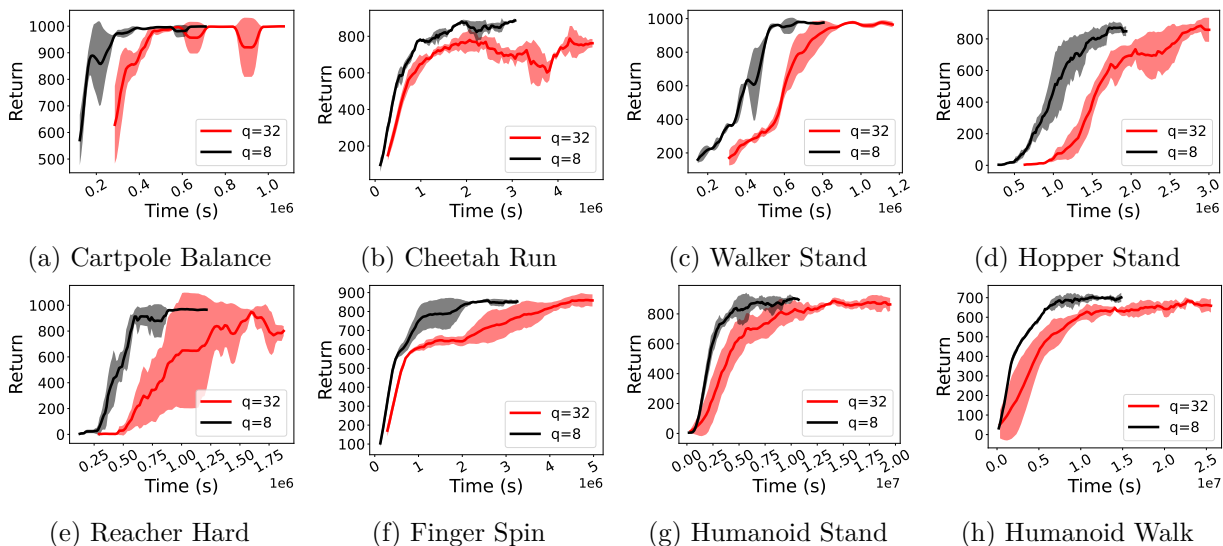 1000
900
800
700
600
500
Return
q=32
q=8
0.2
0.4
0.6
0.8
1.0
1e6
Time (s)
(a) Cartpole Balance
800
600
400
200
Return
q=32
q=8
0
1
2
3
4
1e6
Time (s)
(b) Cheetah Run
1000
800
600
400
200
Return
q=32
q=8
0.2
0.4
0.6
0.8
1.0
1.2
1e6
Time (s)
(c) Walker Stand
800
600
400
200
0
Return
q=32
q=8
0.5
1.0
1.5
2.0
2.5
3.0
1e6
Time (s)
(d) Hopper Stand
1000
800
600
400
200
0
Return
q=32
q=8
0.25
0.50
0.75
1.00
1.25
1.50
1.75
1e6
Time (s)
(e) Reacher Hard
900
800
700
600
500
400
300
200
100
Return
q=32
q=8
0
1
2
3
4
5
1e6
Time (s)
(f) Finger Spin
800
600
400
200
0
Return
q=32
q=8
0.00
0.25
0.50
0.75
1.00
1.25
1.50
1.75
2.00
1e7
Time (s)
(g) Humanoid Stand
700
600
500
400
300
200
100
0
Return
q=32
q=8
0.0
0.5
1.0
1.5
2.0
2.5
1e7
Time (s)
(h) Humanoid Walk